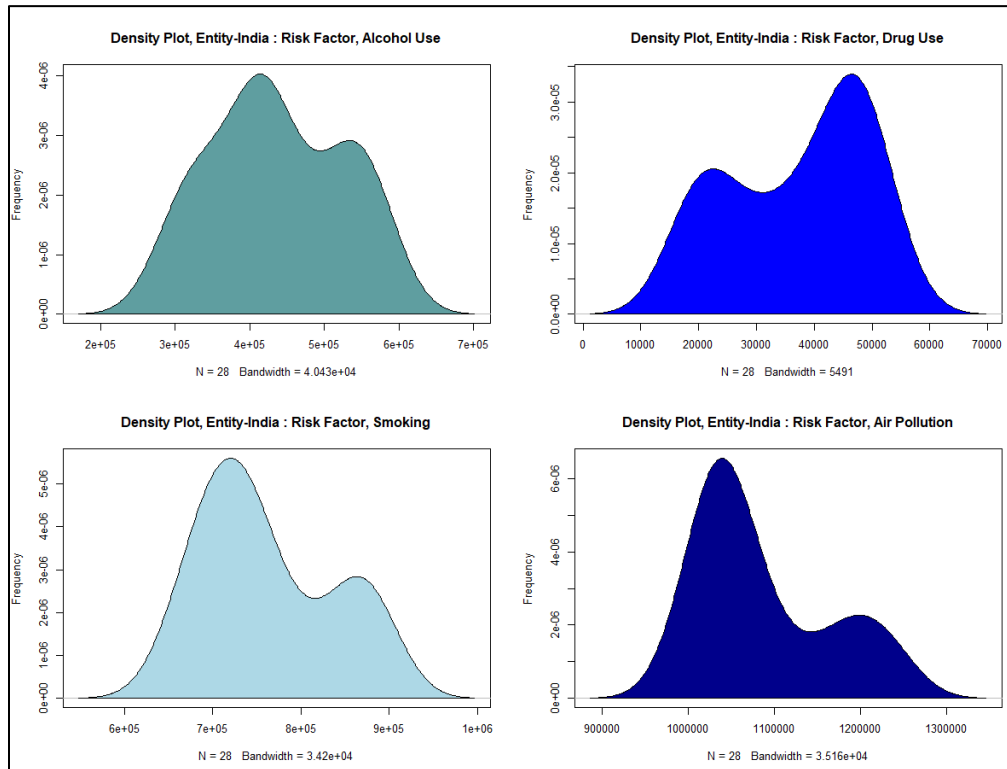 Density Plot, Entity-India : Risk Factor, Alcohol Use
Frequency
4e-06
3e-06
2e-06
1e-06
0e+00
2e+05 3e+05 4e+05 5e+05 6e+05 7e+05
N = 28 Bandwidth = 4.043e+04
Density Plot, Entity-India : Risk Factor, Drug Use
Frequency
3.0e-05
2.0e-05
1.0e-05
0.0e+00
0 10000 20000 30000 40000 50000 60000 70000
N = 28 Bandwidth = 5491
Density Plot, Entity-India : Risk Factor, Smoking
Frequency
5e-06
4e-06
3e-06
2e-06
1e-06
0e+00
6e+05 7e+05 8e+05 9e+05 1e+06
N = 28 Bandwidth = 3.42e+04
Density Plot, Entity-India : Risk Factor, Air Pollution
Frequency
6e-06
4e-06
2e-06
0e+00
900000 1000000 1100000 1200000 1300000
N = 28 Bandwidth = 3.516e+04